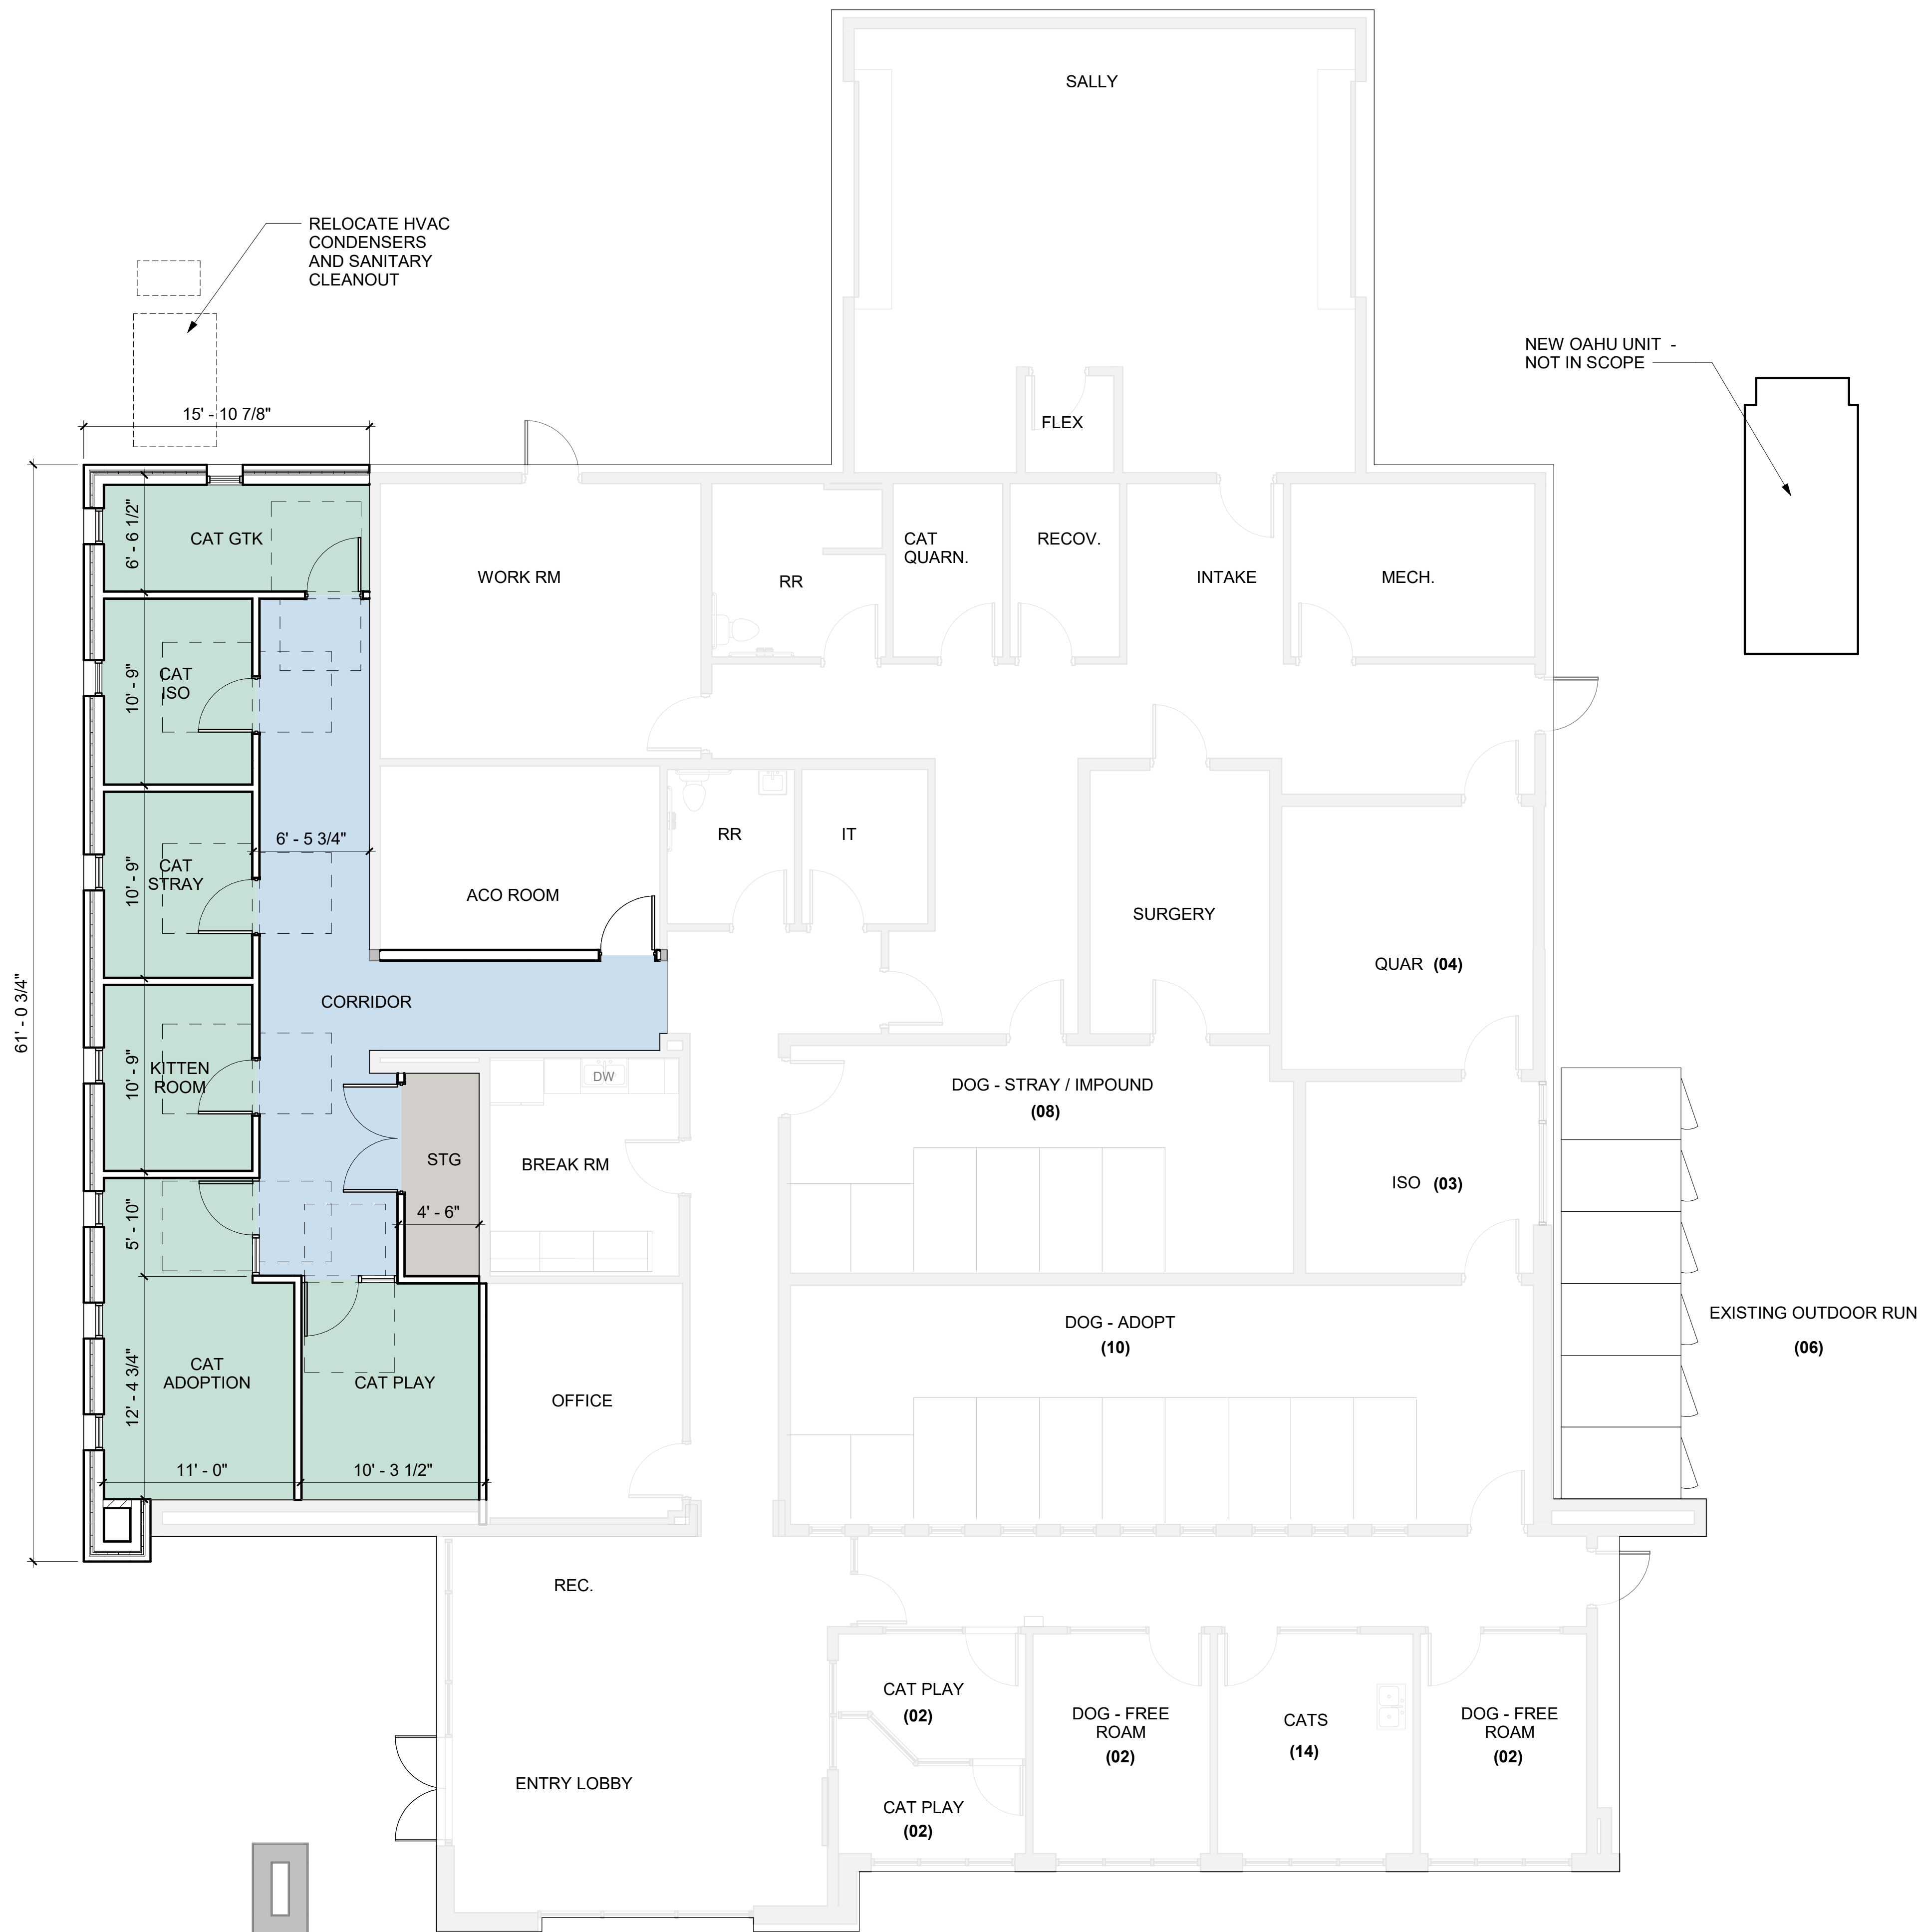 SALLY
RELOCATE HVAC
CONDENSERS
AND SANITARY
CLEANOUT
NEW OAHU UNIT -
NOT IN SCOPE
15' - 10 7/8"
FLEX
6' - 6 1/2"
CAT GTK
WORK RM
RR
CAT
QUARN.
RECOV.
INTAKE
MECH.
10' - 9"
CAT
ISO
6' - 5 3/4"
10' - 9"
CAT
STRAY
ACO ROOM
RR
IT
SURGERY
QUAR (04)
61' - 0 3/4"
CORRIDOR
10' - 9"
KITTEN
ROOM
DW
DOG - STRAY / IMPOUND
(08)
STG
BREAK RM
ISO (03)
5' - 10"
4' - 6"
EXISTING OUTDOOR RUN
(06)
DOG - ADOPT
(10)
12' - 4 3/4"
CAT
ADOPTION
CAT PLAY
OFFICE
11' - 0"
10' - 3 1/2"
REC.
CAT PLAY
(02)
DOG - FREE
ROAM
(02)
CATS
(14)
DOG - FREE
ROAM
(02)
ENTRY LOBBY
CAT PLAY
(02)